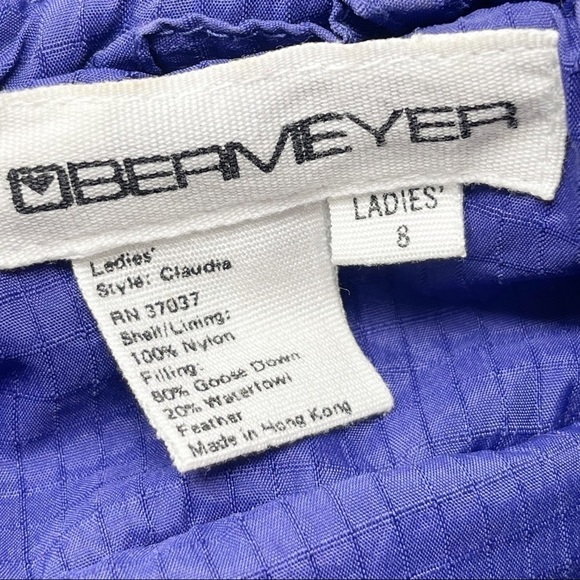 OBERMEYER
LADIES'
8
Ladies'
Style: Claudia
RN 37037
Shell/Lining:
100% Nylon
Filling:
80% Goose Down
20% Waterfowl
Feather
Made in Hong Kong